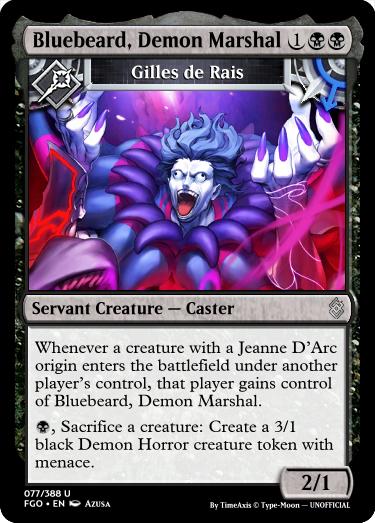 Bluebeard, Demon Marshal 1
Gilles de Rais
Servant Creature — Caster
Whenever a creature with a Jeanne D'Arc
origin enters the battlefield under another
player's control, that player gains control
of Bluebeard, Demon Marshal.
, Sacrifice a creature: Create a 3/1
black Demon Horror creature token with
menace.
2/1
077/388 U
FGO • EN AZUSA
By TimeAxis © Type-Moon — UNOFFICIAL